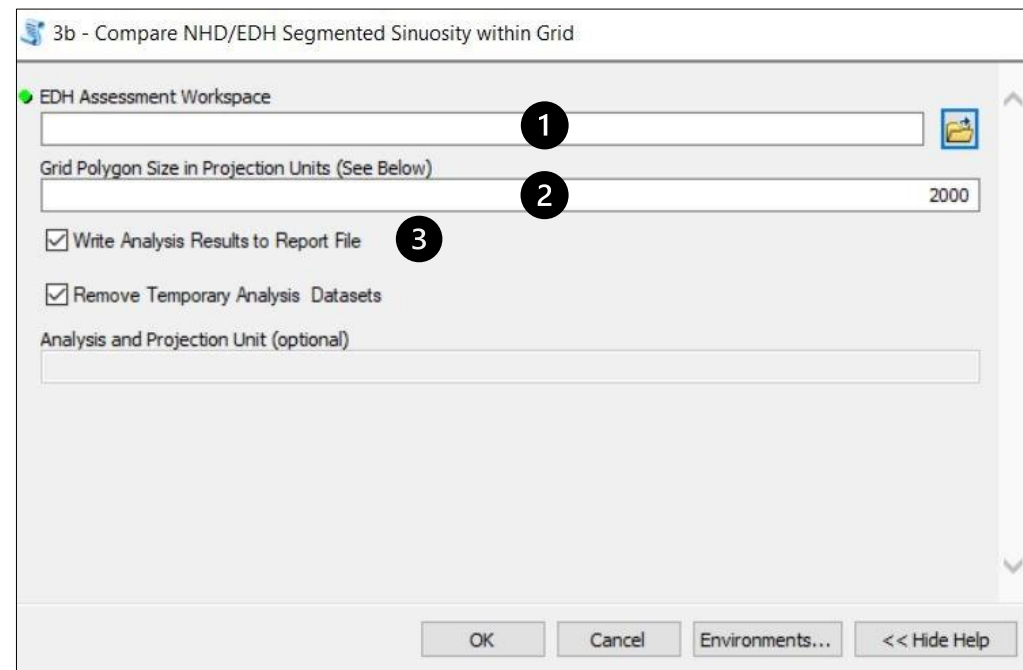 3b - Compare NHD/EDH Segmented Sinuosity within Grid
EDH Assessment Workspace
1
Grid Polygon Size in Projection Units (See Below)
2
2000
Write Analysis Results to Report File
3
Remove Temporary Analysis Datasets
Analysis and Projection Unit (optional)
OK
Cancel
Environments...
<< Hide Help